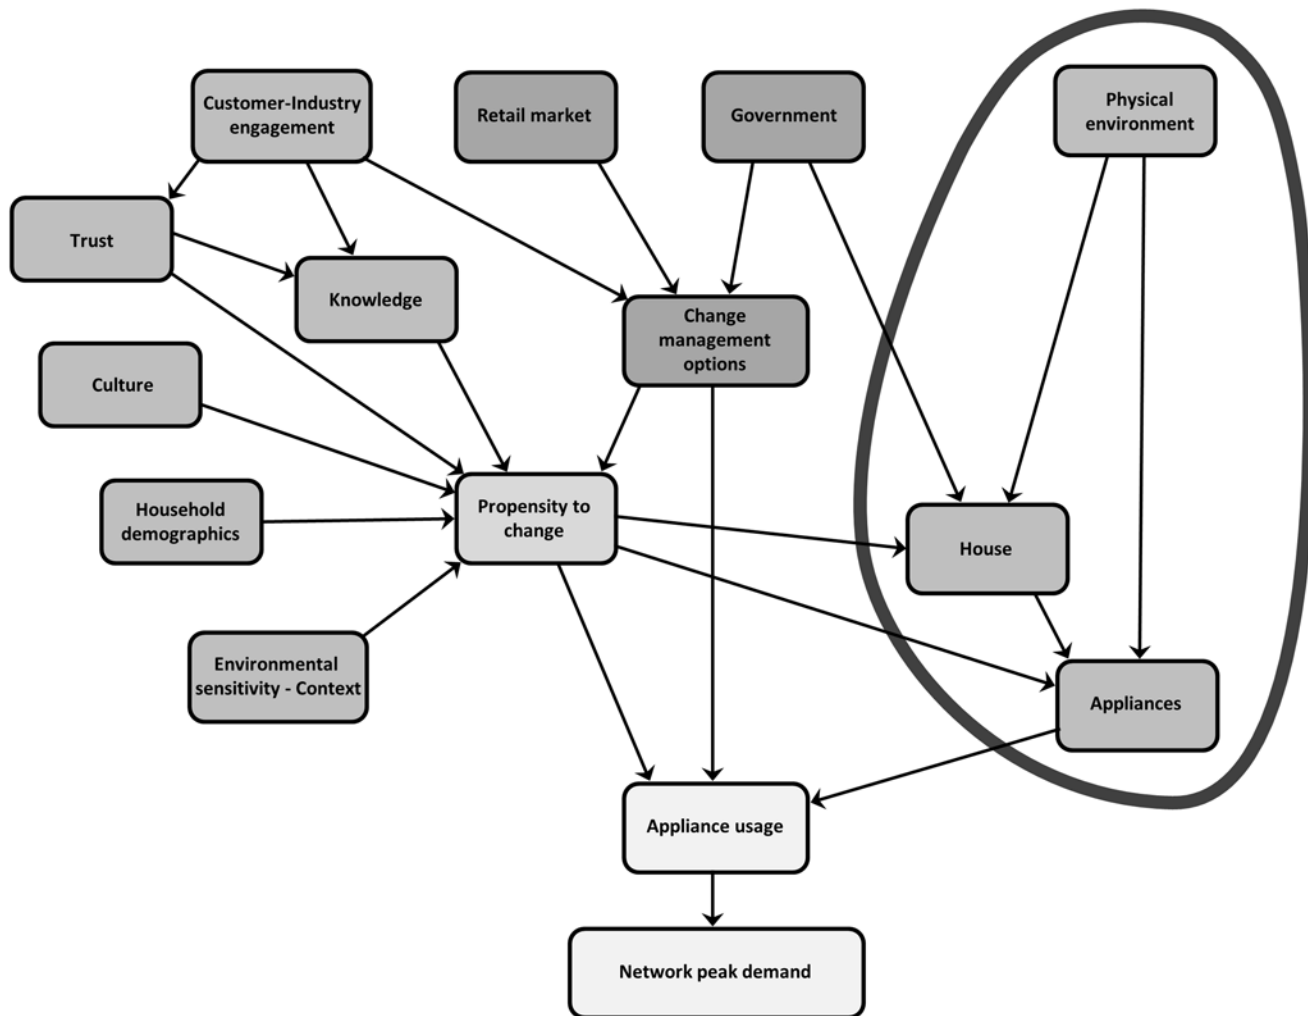 Customer-Industry
engagement
Retail market
Government
Physical
environment
Trust
Knowledge
Change
management
options
Culture
Household
demographics
Propensity to
change
House
Environmental
sensitivity - Context
Appliances
Appliance usage
Network peak demand